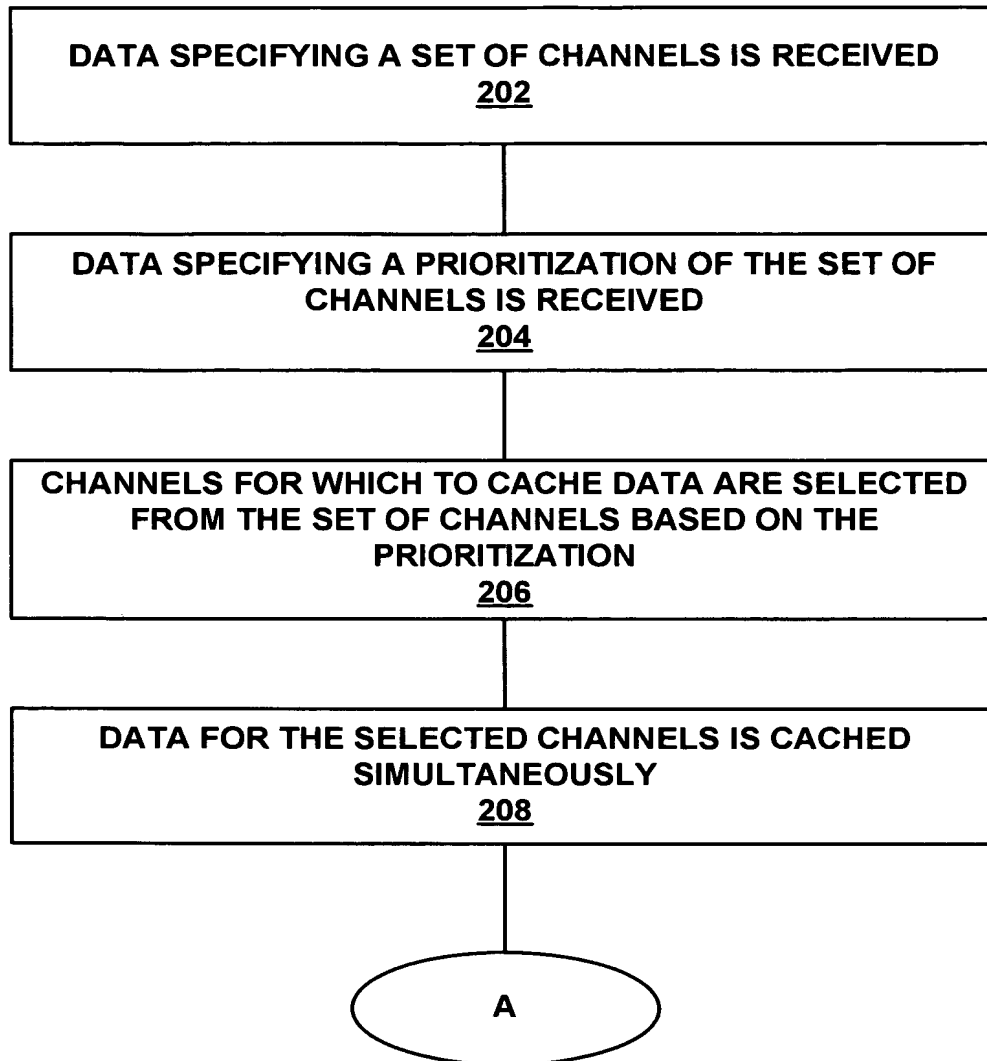 DATA SPECIFYING A SET OF CHANNELS IS RECEIVED
202
DATA SPECIFYING A PRIORITIZATION OF THE SET OF
CHANNELS IS RECEIVED
204
CHANNELS FOR WHICH TO CACHE DATA ARE SELECTED
FROM THE SET OF CHANNELS BASED ON THE
PRIORITIZATION
206
DATA FOR THE SELECTED CHANNELS IS CACHED
SIMULTANEOUSLY
208
A